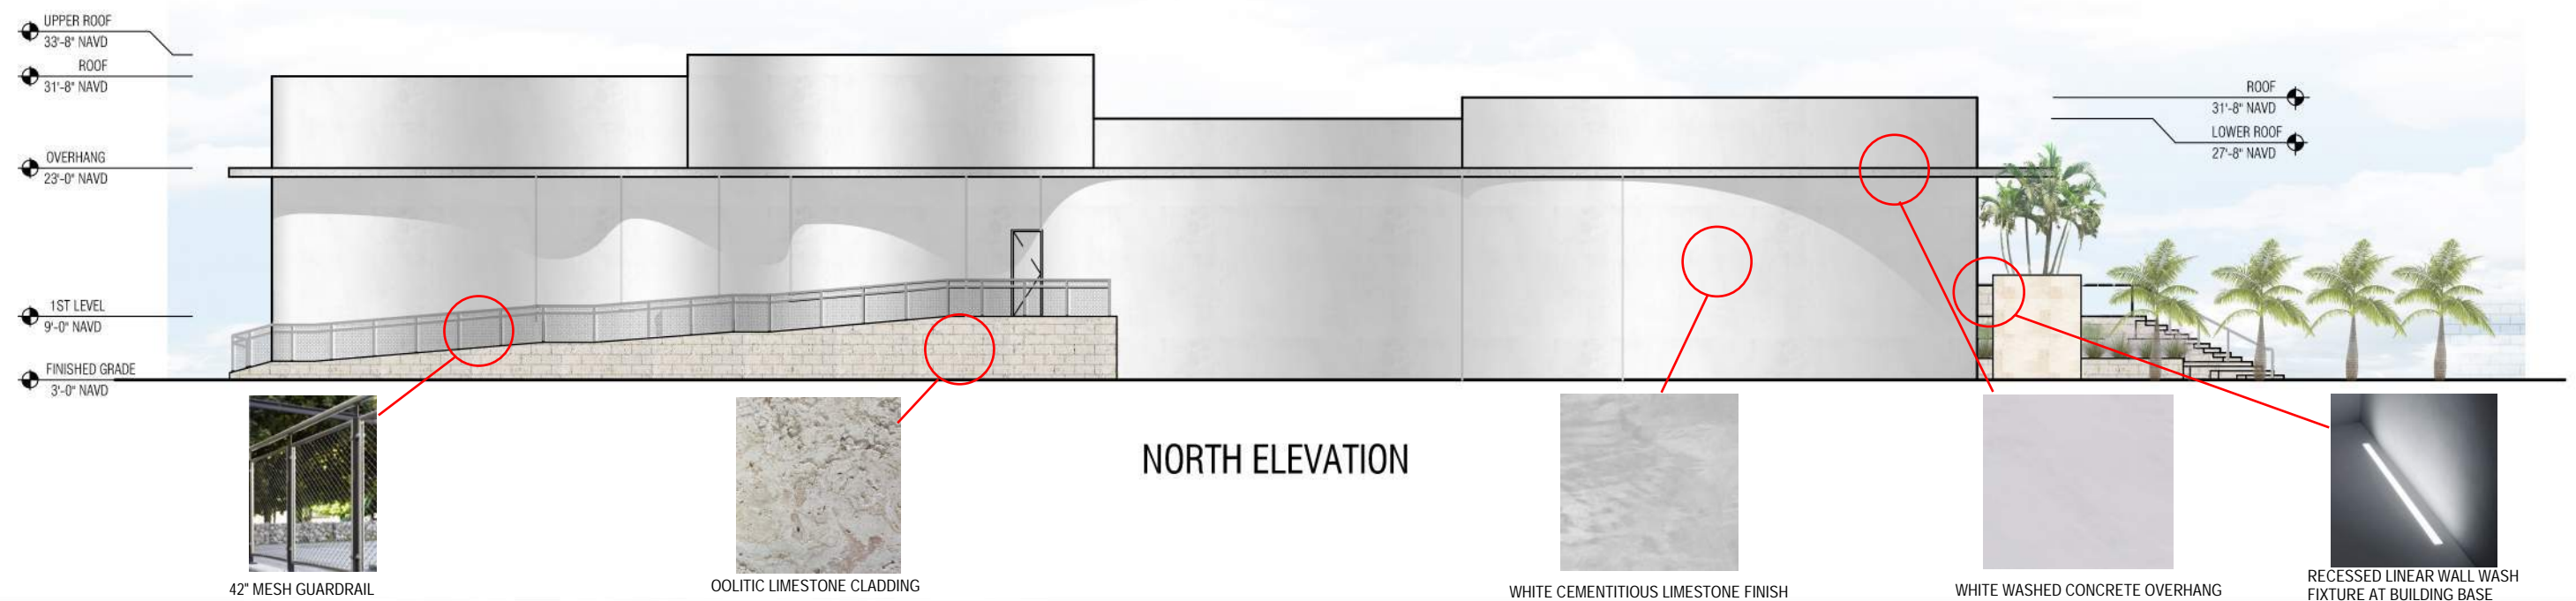 UPPER ROOF
33'-8" NAVD
ROOF
31'-8" NAVD
OVERHANG
23'-0" NAVD
1ST LEVEL
9'-0" NAVD
FINISHED GRADE
3'-0" NAVD
ROOF
31'-8" NAVD
LOWER ROOF
27'-8" NAVD
NORTH ELEVATION
42" MESH GUARDRAIL
OOLITIC LIMESTONE CLADDING
WHITE CEMENTITIOUS LIMESTONE FINISH
WHITE WASHED CONCRETE OVERHANG
RECESSED LINEAR WALL WASH
FIXTURE AT BUILDING BASE